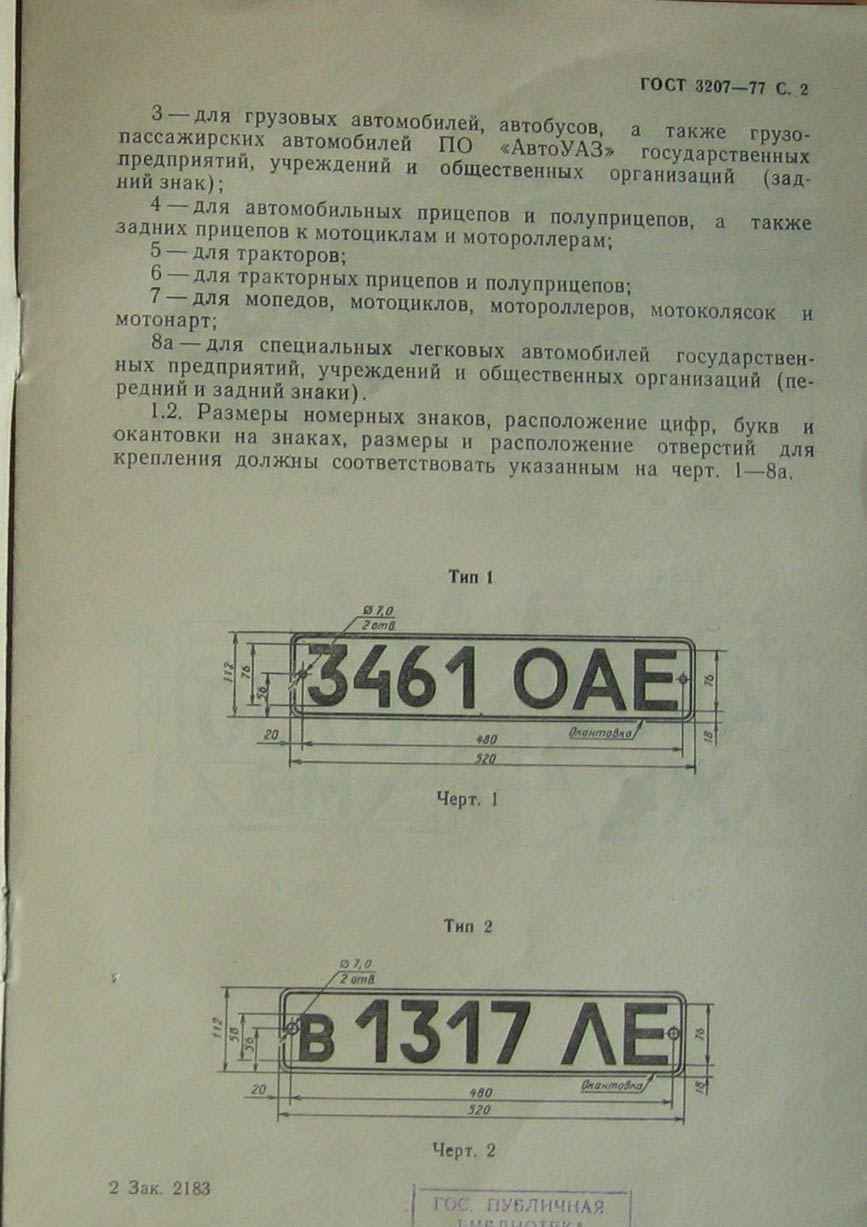 ГОСТ 3207—77 С. 2
3 — для грузовых автомобилей, автобусов, а также грузо-
пассажирских автомобилей ПО «АвтоУАЗ» государственных
предприятий, учреждений и общественных организаций (зад-
ний знак);
4 — для автомобильных прицепов и полуприцепов, а также
задних прицепов к мотоциклам и мотороллерам;
5 — для тракторов;
6 — для тракторных прицепов и полуприцепов;
7 — для мопедов, мотоциклов, мотороллеров, мотоколясок и
мотонарт;
8а — для специальных легковых автомобилей государствен-
ных предприятий, учреждений и общественных организаций (пе-
редний и задний знаки).
1.2. Размеры номерных знаков, расположение цифр, букв и
окантовки на знаках, размеры и расположение отверстий для
крепления должны соответствовать указанным на черт. 1—8а.
Тип 1
Ø 7,0
2 отв.
112
76
56
3461 ОАЕ
76
18
20
480
Окантовка
520
Черт. 1
Тип 2
Ø 7,0
2 отв.
112
58
56
в 1317 ЛЕ
76
18
20
480
Окантовка
520
Черт. 2
2 Зак. 2183
ГОС. ПУБЛИЧНАЯ
БИБЛИОТЕКА